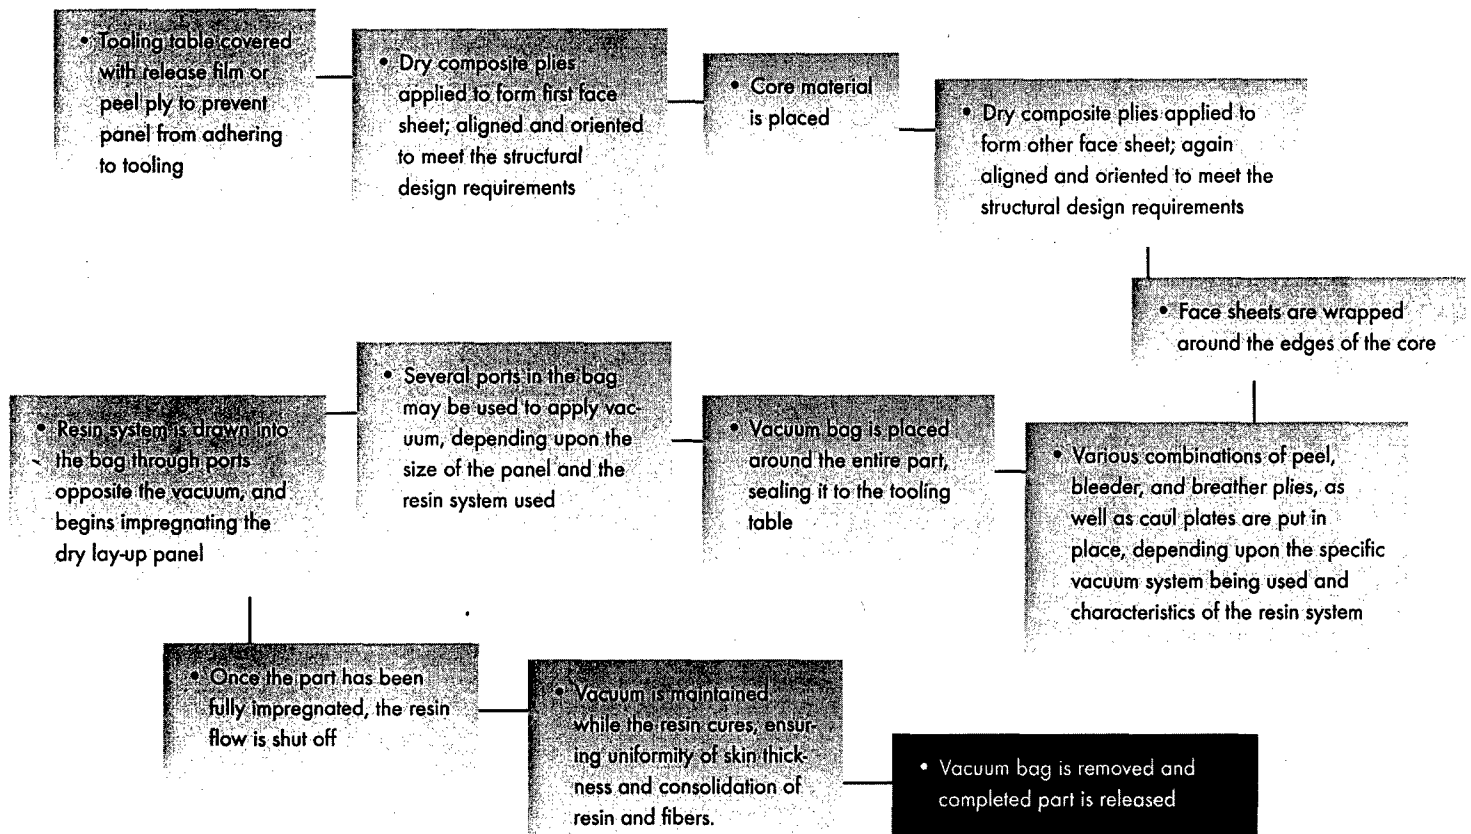 • Tooling table covered
with release film or
peel ply to prevent
panel from adhering
to tooling
• Dry composite plies
applied to form first face
sheet; aligned and oriented
to meet the structural
design requirements
• Core material
is placed
• Dry composite plies applied to
form other face sheet; again
aligned and oriented to meet the
structural design requirements
• Face sheets are wrapped
around the edges of the core
• Various combinations of peel,
bleeder, and breather plies, as
well as caul plates are put in
place, depending upon the specific
vacuum system being used and
characteristics of the resin system
• Vacuum bag is placed
around the entire part,
sealing it to the tooling
table
• Several ports in the bag
may be used to apply vac-
uum, depending upon the
size of the panel and the
resin system used
• Resin system is drawn into
the bag through ports
opposite the vacuum, and
begins impregnating the
dry lay-up panel
• Once the part has been
fully impregnated, the resin
flow is shut off
• Vacuum is maintained
while the resin cures, ensur-
ing uniformity of skin thick-
ness and consolidation of
resin and fibers.
• Vacuum bag is removed and
completed part is released